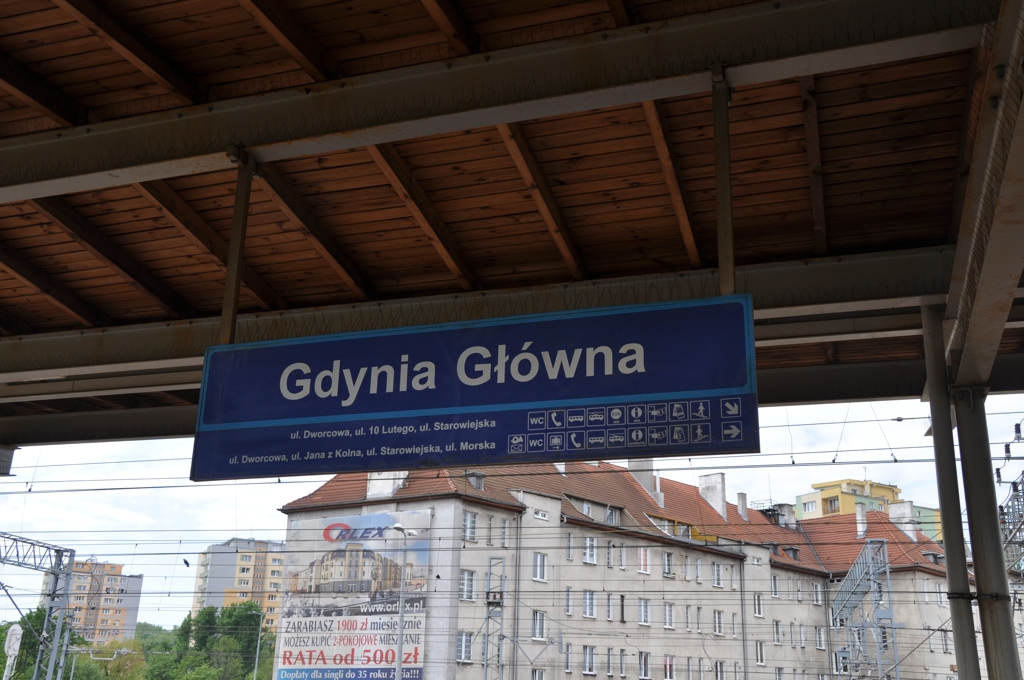 Gdynia Główna
ul. Dworcowa, ul. 10 Lutego, ul. Starowiejska
WC
ul. Dworcowa, ul. Jana z Kolna, ul. Starowiejska, ul. Morska
WC
ORLEX
www.orlex.pl
ZARABIASZ 1900 zł miesięcznie
MOŻESZ KUPIĆ 2-POKOJOWE MIESZKANIE
RATA od 500 zł
Dopłaty dla singli do 35 roku życia!!!